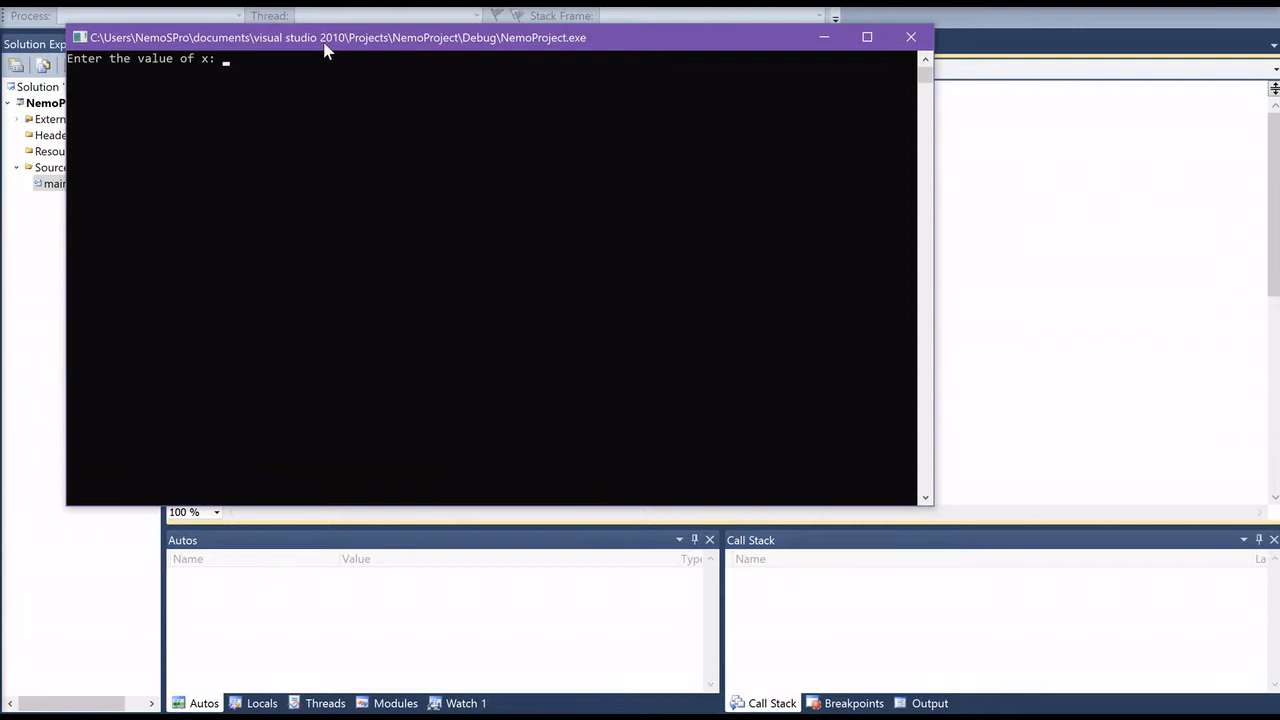 Process:
Thread:
Stack Frame:
C:\Users\NemoSPro\documents\visual studio 2010\Projects\NemoProject\Debug\NemoProject.exe
Solution Exp
Enter the value of x:
Solution '
NemoP
Extern
Heade
Resou
Source
main
100 %
Autos
Name Value Type
Call Stack
Name La
Autos Locals Threads Modules Watch 1
Call Stack Breakpoints Output